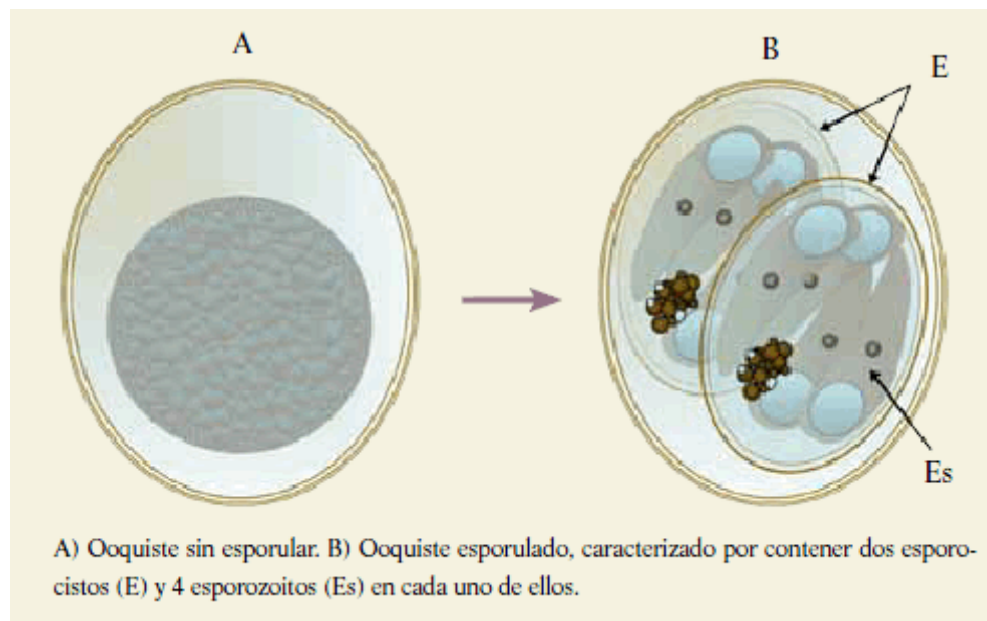 A
B
E
Es
A) Ooquiste sin esporular. B) Ooquiste esporulado, caracterizado por contener dos esporo-
cistos (E) y 4 esporozoitos (Es) en cada uno de ellos.